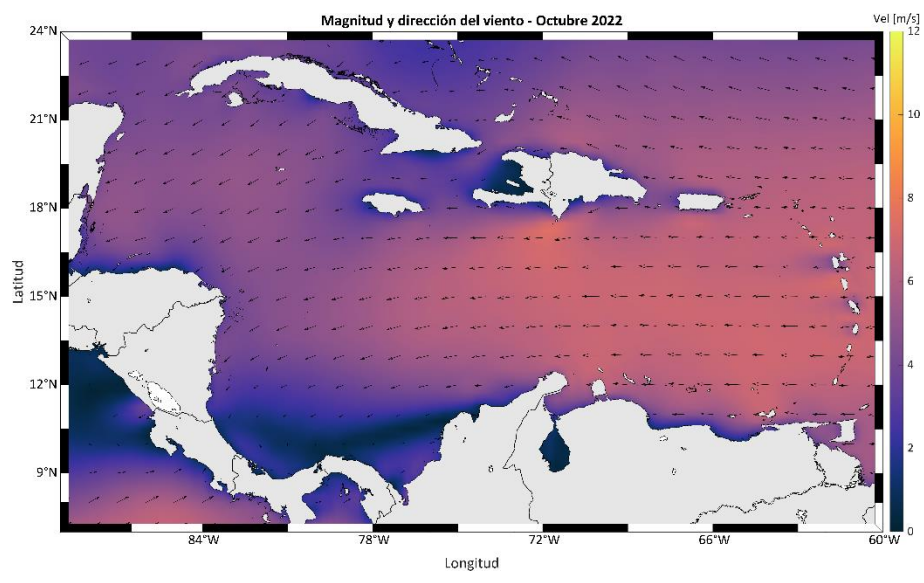 Magnitud y dirección del viento - Octubre 2022
Vel [m/s]
24°N
21°N
18°N
15°N
12°N
9°N
Latitud
84°W
78°W
72°W
66°W
60°W
Longitud
12
10
8
6
4
2
0